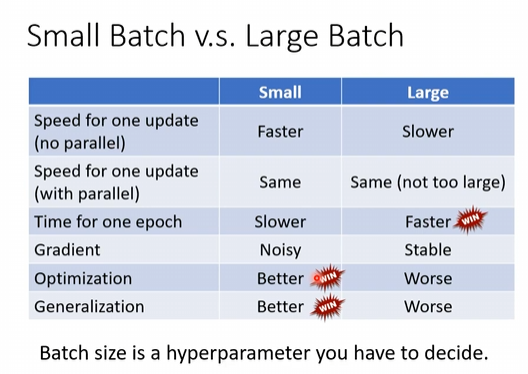 Small Batch v.s. Large Batch
Small Large
Speed for one update
(no parallel) Faster Slower
Speed for one update
(with parallel) Same Same (not too large)
Time for one epoch Slower Faster WIN
Gradient Noisy Stable
Optimization Better WIN Worse
Generalization Better WIN Worse
Batch size is a hyperparameter you have to decide.